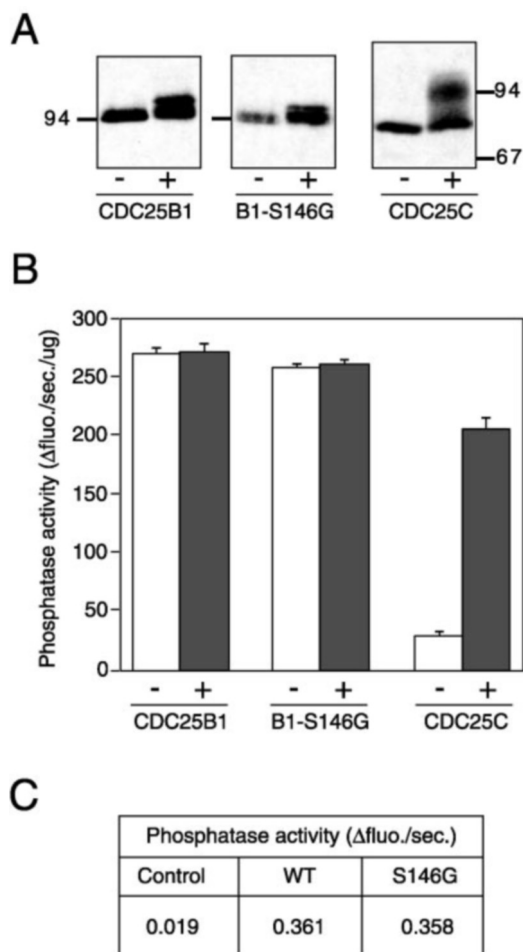 A
94
94
67
- +
- +
- +
CDC25B1
B1-S146G
CDC25C
B
Phosphatase activity (Δfluo./sec./ug)
300
250
200
150
100
50
0
- +
- +
- +
CDC25B1
B1-S146G
CDC25C
C
Phosphatase activity (Δfluo./sec.)
Control WT S146G
0.019 0.361 0.358